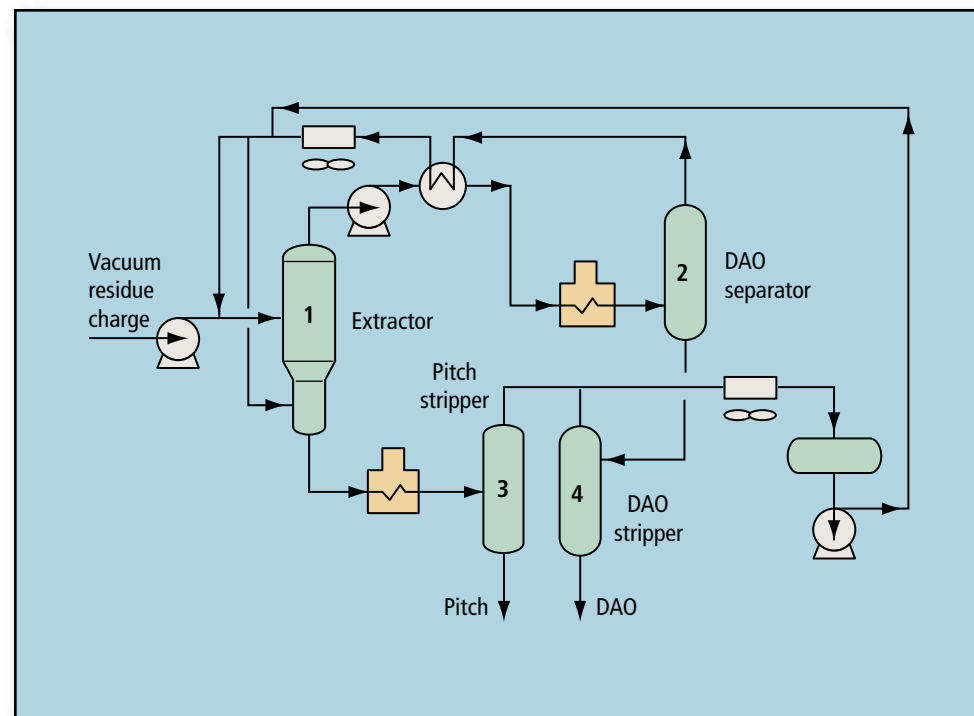 Vacuum
residue
charge
1
Extractor
2
DAO
separator
Pitch
stripper
3
4
DAO
stripper
Pitch
DAO